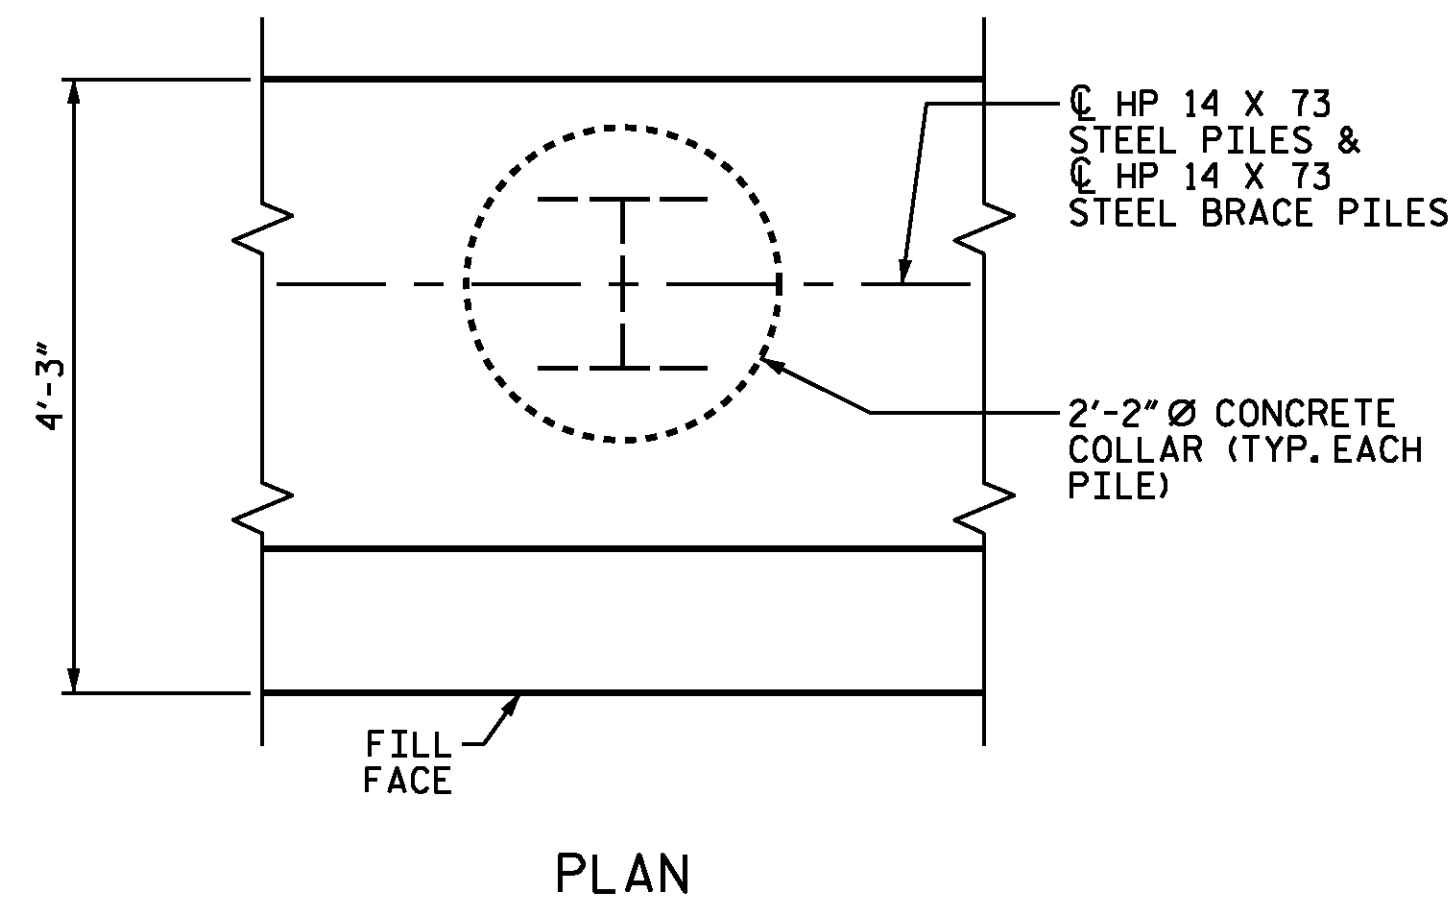 ℄ HP 14 X 73
STEEL PILES &
℄ HP 14 X 73
STEEL BRACE PILES
4'-3"
2'-2" Ø CONCRETE
COLLAR (TYP. EACH
PILE)
FILL
FACE
PLAN